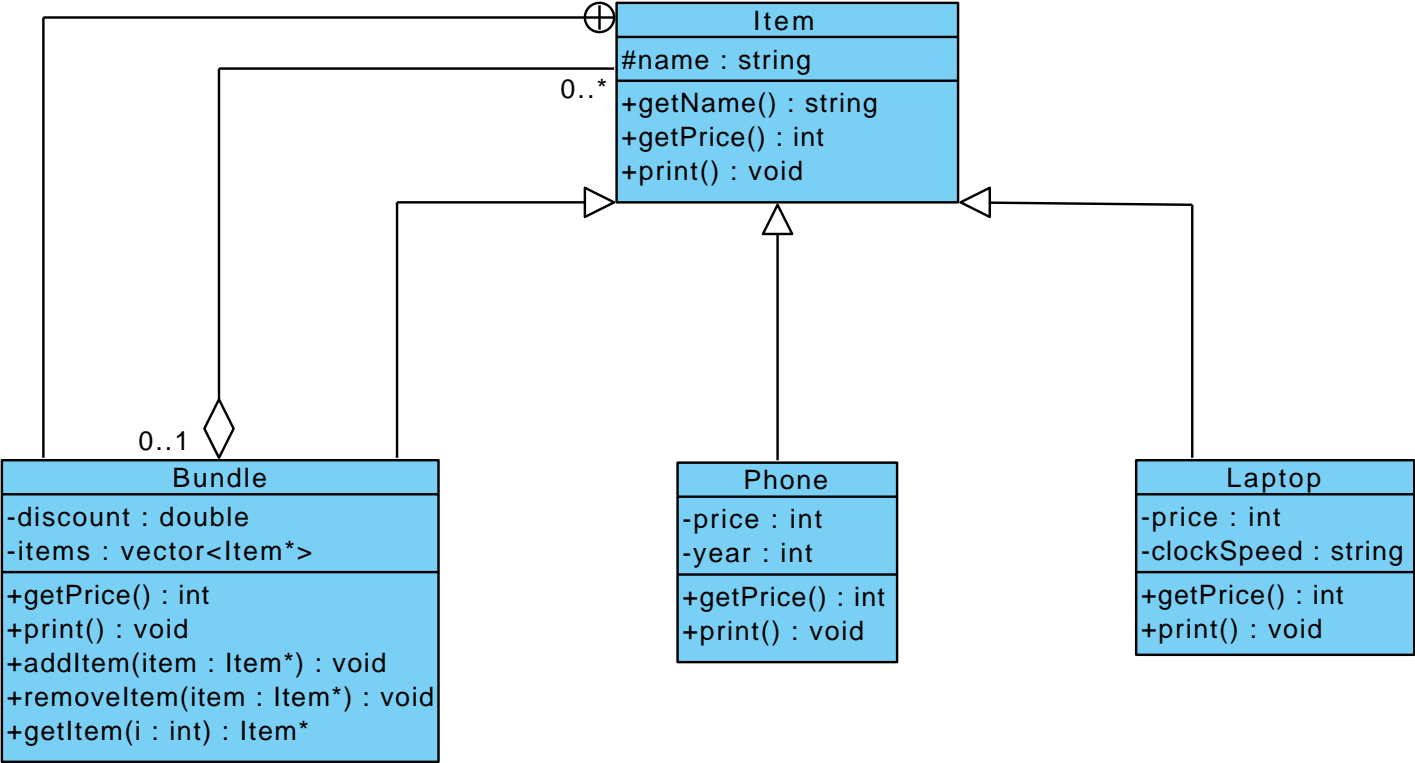 Item
#name : string
+getName() : string
+getPrice() : int
+print() : void
0..*
0..1
Bundle
-discount : double
-items : vector<Item*>
+getPrice() : int
+print() : void
+addItem(item : Item*) : void
+removeItem(item : Item*) : void
+getItem(i : int) : Item*
Phone
-price : int
-year : int
+getPrice() : int
+print() : void
Laptop
-price : int
-clockSpeed : string
+getPrice() : int
+print() : void